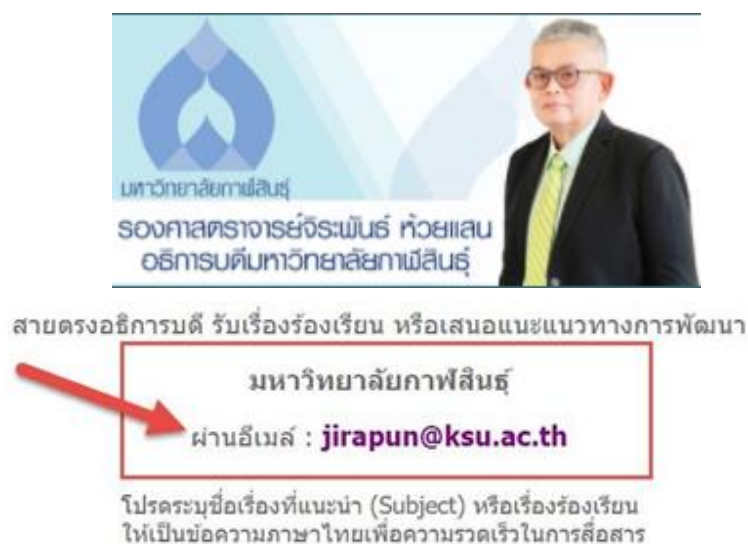 มหาวิทยาลัยกาฬสินธุ์
รองศาสตราจารย์จิระพันธ์ ห้วยแสน
อธิการบดีมหาวิทยาลัยกาฬสินธุ์
สายตรงอธิการบดี รับเรื่องร้องเรียน หรือเสนอแนะแนวทางการพัฒนา
มหาวิทยาลัยกาฬสินธุ์
ผ่านอีเมล์ : jirapun@ksu.ac.th
โปรดระบุชื่อเรื่องที่แนะนำ (Subject) หรือเรื่องร้องเรียน
ให้เป็นข้อความภาษาไทยเพื่อความรวดเร็วในการสื่อสาร